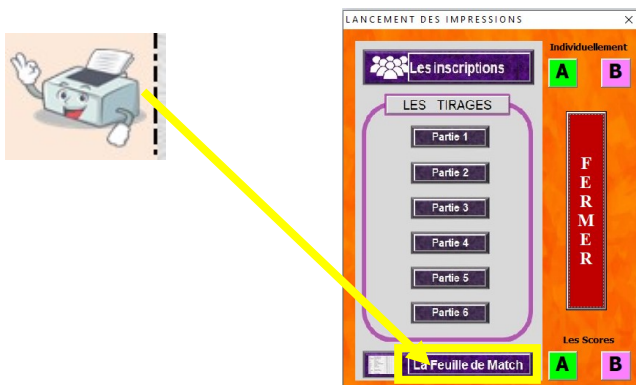 LANCEMENT DES IMPRESSIONS
Individuellement
Les inscriptions
A B
LES TIRAGES
Partie 1
Partie 2
Partie 3
Partie 4
Partie 5
Partie 6
FERMER
Les Scores
La Feuille de Match
A B